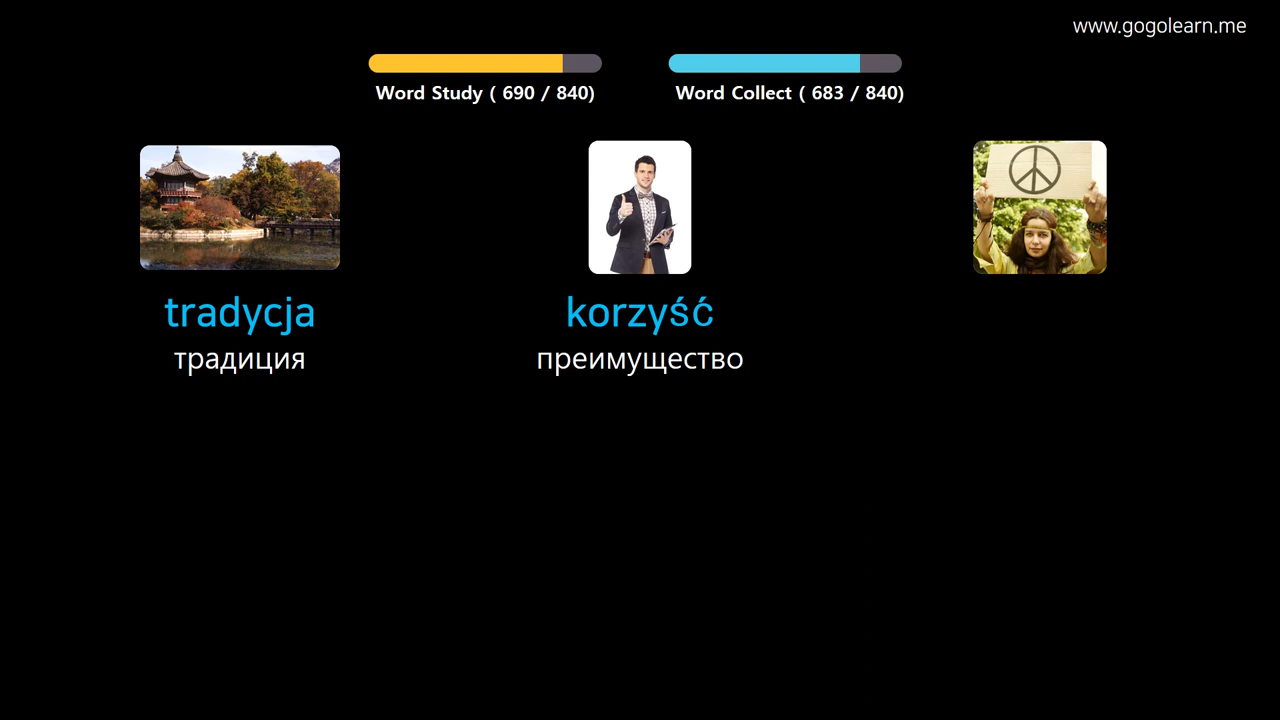 www.gogolearn.me
Word Study ( 690 / 840)
Word Collect ( 683 / 840)
tradycja
традиция
korzyść
преимущество